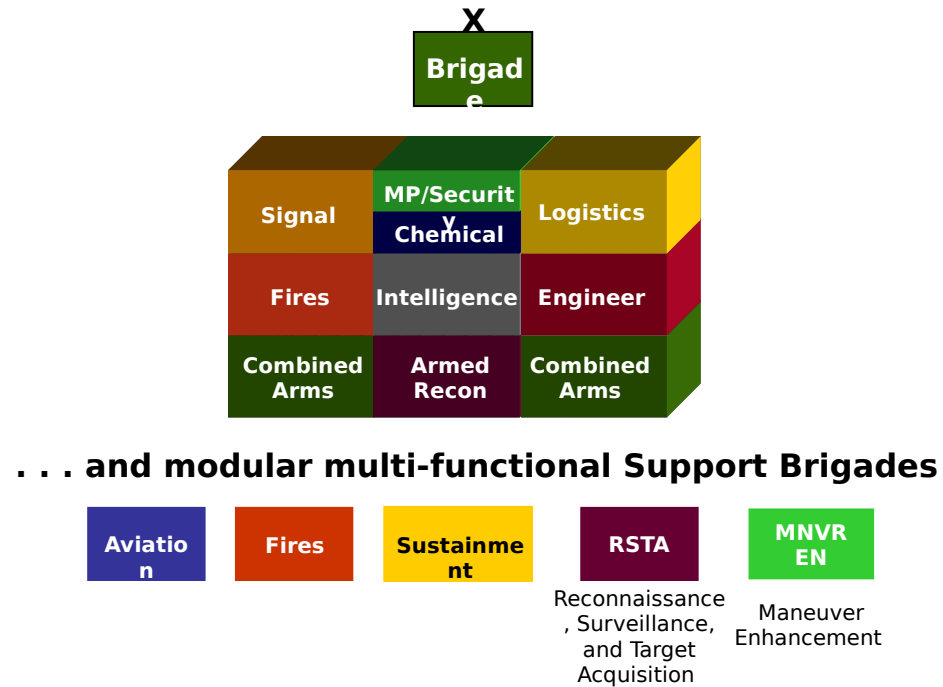 X
Brigad
e
MP/Securit
y
Signal
Logistics
Chemical
Fires
Intelligence
Engineer
Combined
Arms
Armed
Recon
Combined
Arms
. . . and modular multi-functional Support Brigades
Aviatio
n
Fires
Sustainme
nt
RSTA
MNVR
EN
Reconnaissance
, Surveillance,
and Target
Acquisition
Maneuver
Enhancement